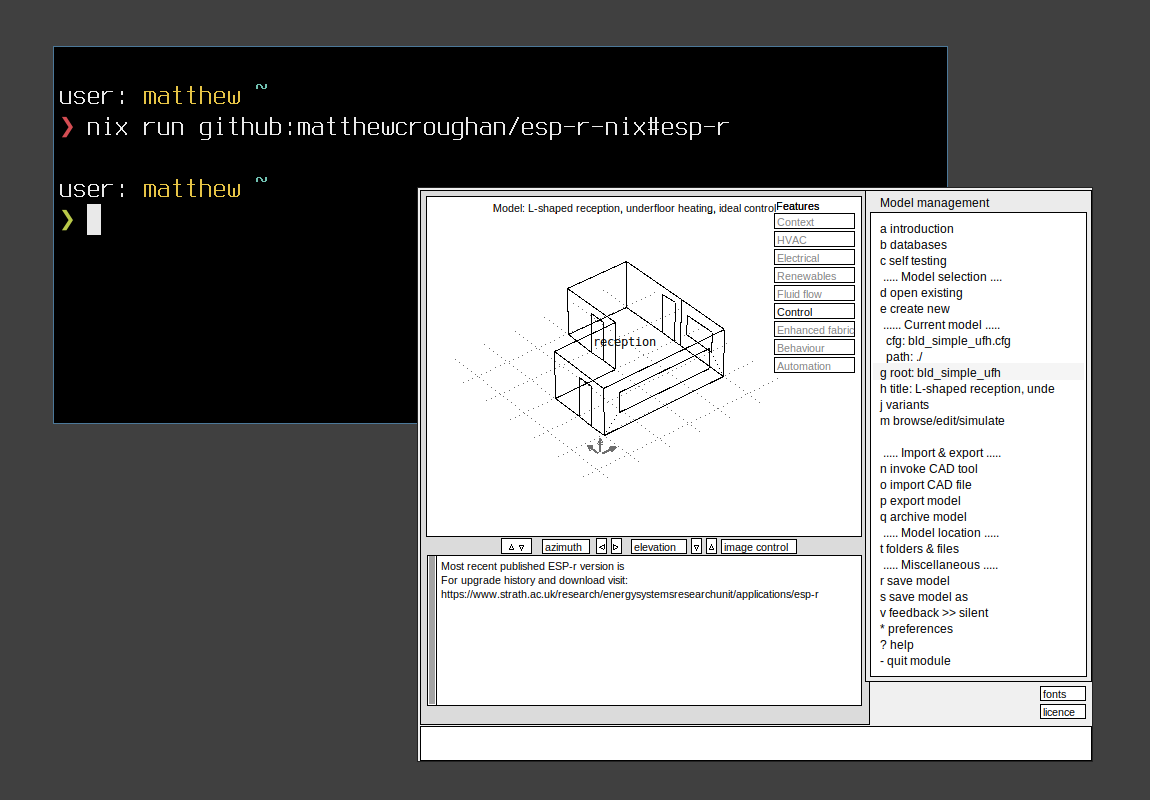 user: matthew ~
❯ nix run github:matthewcroughan/esp-r-nix#esp-r
user: matthew ~
❯
Model: L-shaped reception, underfloor heating, ideal control
Features
Context
HVAC
Electrical
Renewables
Fluid flow
Control
Enhanced fabric
Behaviour
Automation
reception
azimuth
elevation
image control
Most recent published ESP-r version is
For upgrade history and download visit:
https://www.strath.ac.uk/research/energysystemsresearchunit/applications/esp-r
Model management
a introduction
b databases
c self testing
..... Model selection ....
d open existing
e create new
...... Current model .....
cfg: bld_simple_ufh.cfg
path: ./
g root: bld_simple_ufh
h title: L-shaped reception, unde
j variants
m browse/edit/simulate
..... Import & export .....
n invoke CAD tool
o import CAD file
p export model
q archive model
..... Model location .....
t folders & files
..... Miscellaneous .....
r save model
s save model as
v feedback >> silent
* preferences
? help
- quit module
fonts
licence